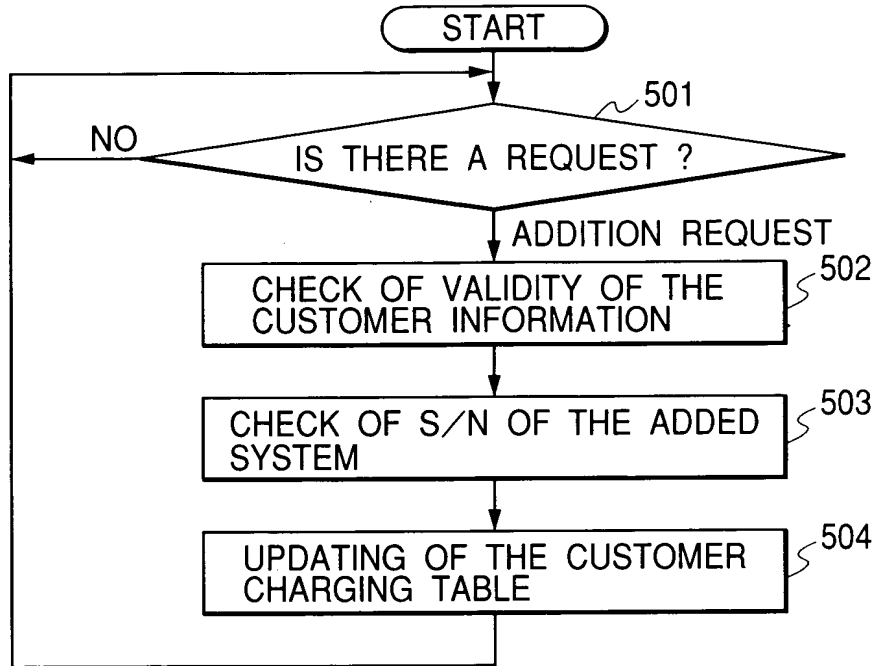 START
501
NO
IS THERE A REQUEST ?
ADDITION REQUEST
502
CHECK OF VALIDITY OF THE
CUSTOMER INFORMATION
503
CHECK OF S/N OF THE ADDED
SYSTEM
504
UPDATING OF THE CUSTOMER
CHARGING TABLE